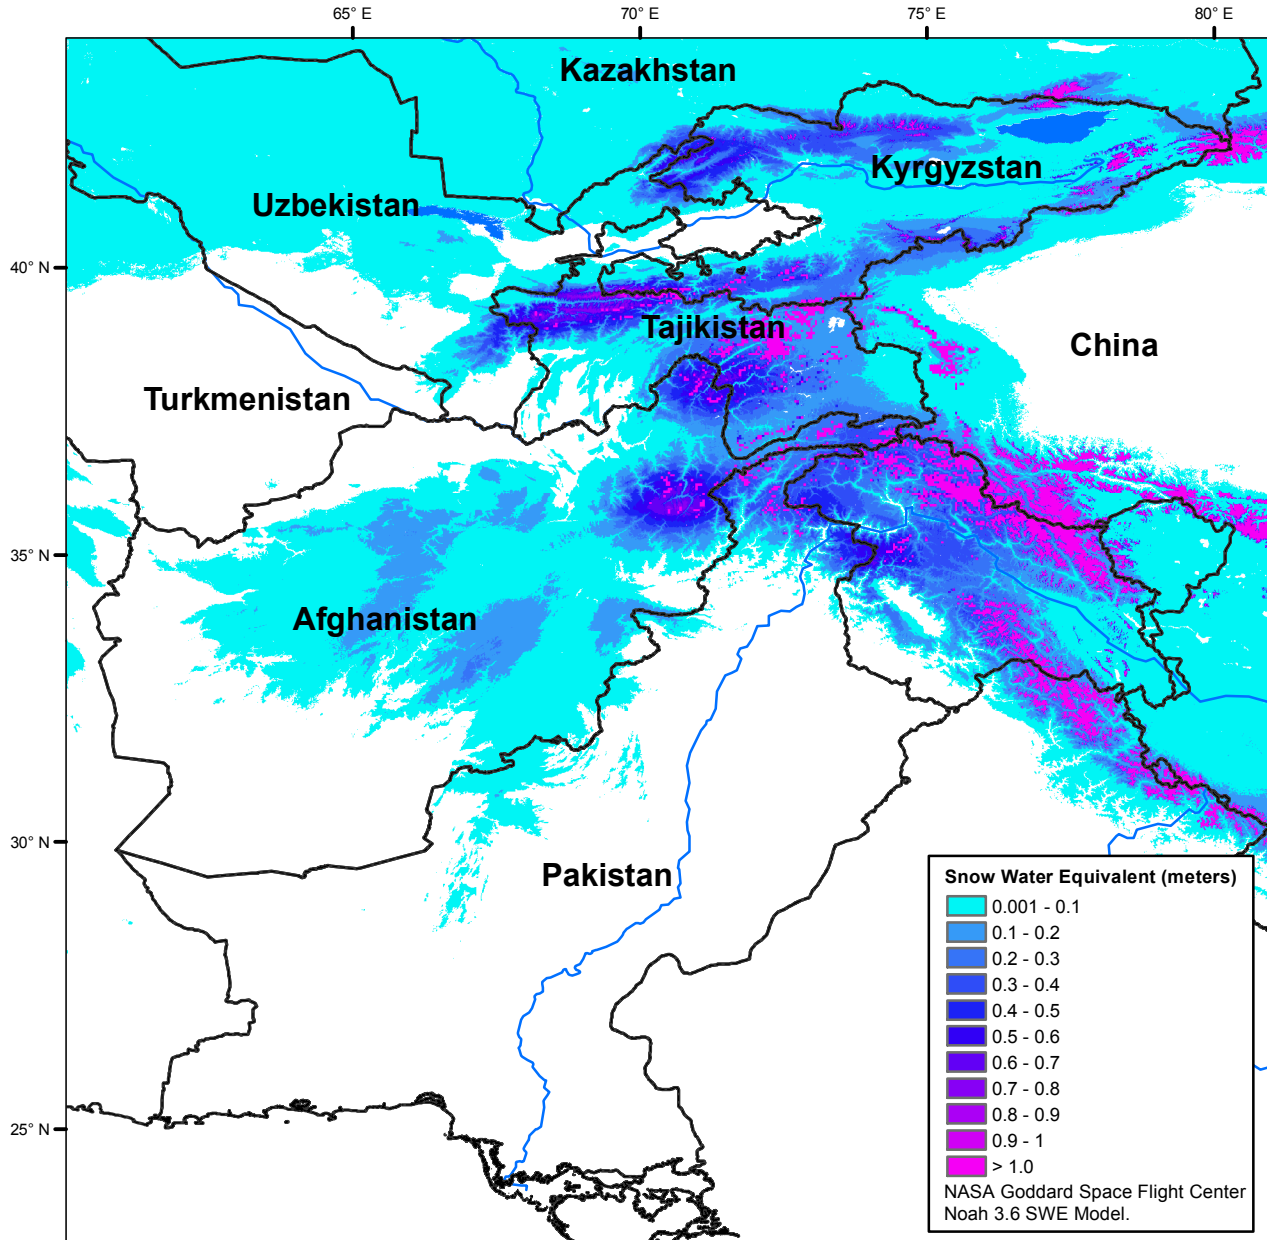 65° E
70° E
75° E
80° E
Kazakhstan
Kyrgyzstan
Uzbekistan
40° N
Tajikistan
China
Turkmenistan
35° N
Afghanistan
30° N
Pakistan
25° N
Snow Water Equivalent (meters)
0.001 - 0.1
0.1 - 0.2
0.2 - 0.3
0.3 - 0.4
0.4 - 0.5
0.5 - 0.6
0.6 - 0.7
0.7 - 0.8
0.8 - 0.9
0.9 - 1
> 1.0
NASA Goddard Space Flight Center
Noah 3.6 SWE Model.